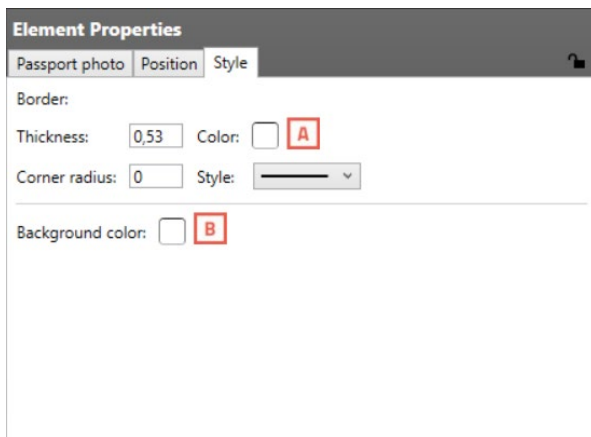 Element Properties
Passport photo Position Style
Border:
Thickness: 0,53 Color: A
Corner radius: 0 Style:
Background color: B